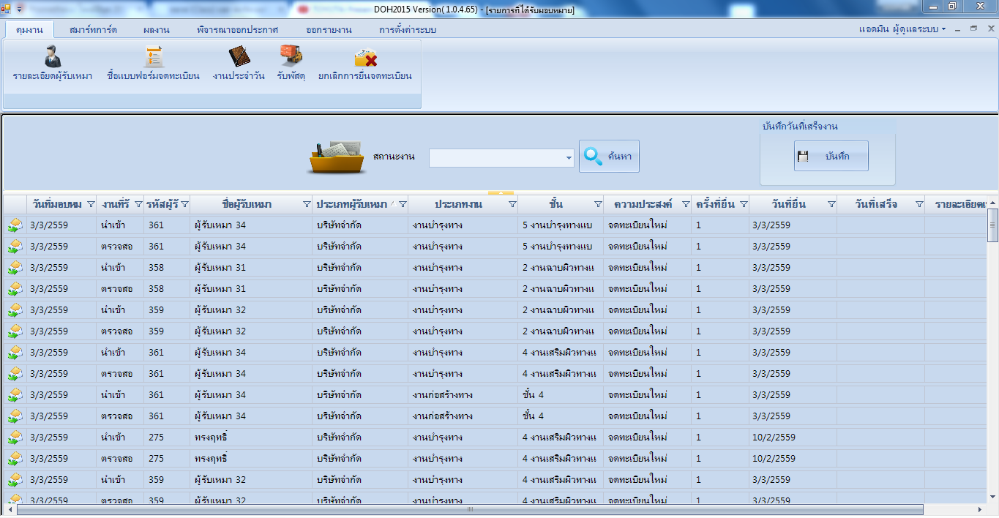 DOH2015 Version( 1.0.4.65) - [รายการที่ได้รับมอบหมาย]
คุมงาน สมาร์ทการ์ด ผลงาน พิจารณาออกประกาศ ออกรายงาน การตั้งค่าระบบ แอดมิน ผู้ดูแลระบบ
รายละเอียดผู้รับเหมา ชื่อแบบฟอร์มจดทะเบียน งานประจำวัน รับพัสดุ ยกเลิกการยื่นจดทะเบียน
บันทึกวันที่เสร็จงาน
สถานะงาน ค้นหา บันทึก
วันที่มอบหม งานที่รั รหัสผู้รั ชื่อผู้รับเหมา ประเภทผู้รับเหมา ประเภทงาน ชั้น ความประสงค์ ครั้งที่ยื่น วันที่ยื่น วันที่เสร็จ รายละเอียดเ
3/3/2559 นำเข้า 361 ผู้รับเหมา 34 บริษัทจำกัด งานบำรุงทาง 5 งานบำรุงทางแบ จดทะเบียนใหม่ 1 3/3/2559
3/3/2559 ตรวจสอ 361 ผู้รับเหมา 34 บริษัทจำกัด งานบำรุงทาง 5 งานบำรุงทางแบ จดทะเบียนใหม่ 1 3/3/2559
3/3/2559 นำเข้า 358 ผู้รับเหมา 31 บริษัทจำกัด งานบำรุงทาง 2 งานฉาบผิวทางแ จดทะเบียนใหม่ 1 3/3/2559
3/3/2559 ตรวจสอ 358 ผู้รับเหมา 31 บริษัทจำกัด งานบำรุงทาง 2 งานฉาบผิวทางแ จดทะเบียนใหม่ 1 3/3/2559
3/3/2559 นำเข้า 359 ผู้รับเหมา 32 บริษัทจำกัด งานบำรุงทาง 2 งานฉาบผิวทางแ จดทะเบียนใหม่ 1 3/3/2559
3/3/2559 ตรวจสอ 359 ผู้รับเหมา 32 บริษัทจำกัด งานบำรุงทาง 2 งานฉาบผิวทางแ จดทะเบียนใหม่ 1 3/3/2559
3/3/2559 นำเข้า 361 ผู้รับเหมา 34 บริษัทจำกัด งานบำรุงทาง 4 งานเสริมผิวทางแ จดทะเบียนใหม่ 1 3/3/2559
3/3/2559 ตรวจสอ 361 ผู้รับเหมา 34 บริษัทจำกัด งานบำรุงทาง 4 งานเสริมผิวทางแ จดทะเบียนใหม่ 1 3/3/2559
3/3/2559 นำเข้า 361 ผู้รับเหมา 34 บริษัทจำกัด งานก่อสร้างทาง ชั้น 4 จดทะเบียนใหม่ 1 3/3/2559
3/3/2559 ตรวจสอ 361 ผู้รับเหมา 34 บริษัทจำกัด งานก่อสร้างทาง ชั้น 4 จดทะเบียนใหม่ 1 3/3/2559
3/3/2559 นำเข้า 275 ทรงฤทธิ์ บริษัทจำกัด งานบำรุงทาง 4 งานเสริมผิวทางแ จดทะเบียนใหม่ 1 10/2/2559
3/3/2559 ตรวจสอ 275 ทรงฤทธิ์ บริษัทจำกัด งานบำรุงทาง 4 งานเสริมผิวทางแ จดทะเบียนใหม่ 1 10/2/2559
3/3/2559 นำเข้า 359 ผู้รับเหมา 32 บริษัทจำกัด งานบำรุงทาง 4 งานเสริมผิวทางแ จดทะเบียนใหม่ 1 3/3/2559
3/3/2559 ตรวจสอ 359 ผู้รับเหมา 32 บริษัทจำกัด งานบำรุงทาง 4 งานเสริมผิวทางแ จดทะเบียนใหม่ 1 3/3/2559